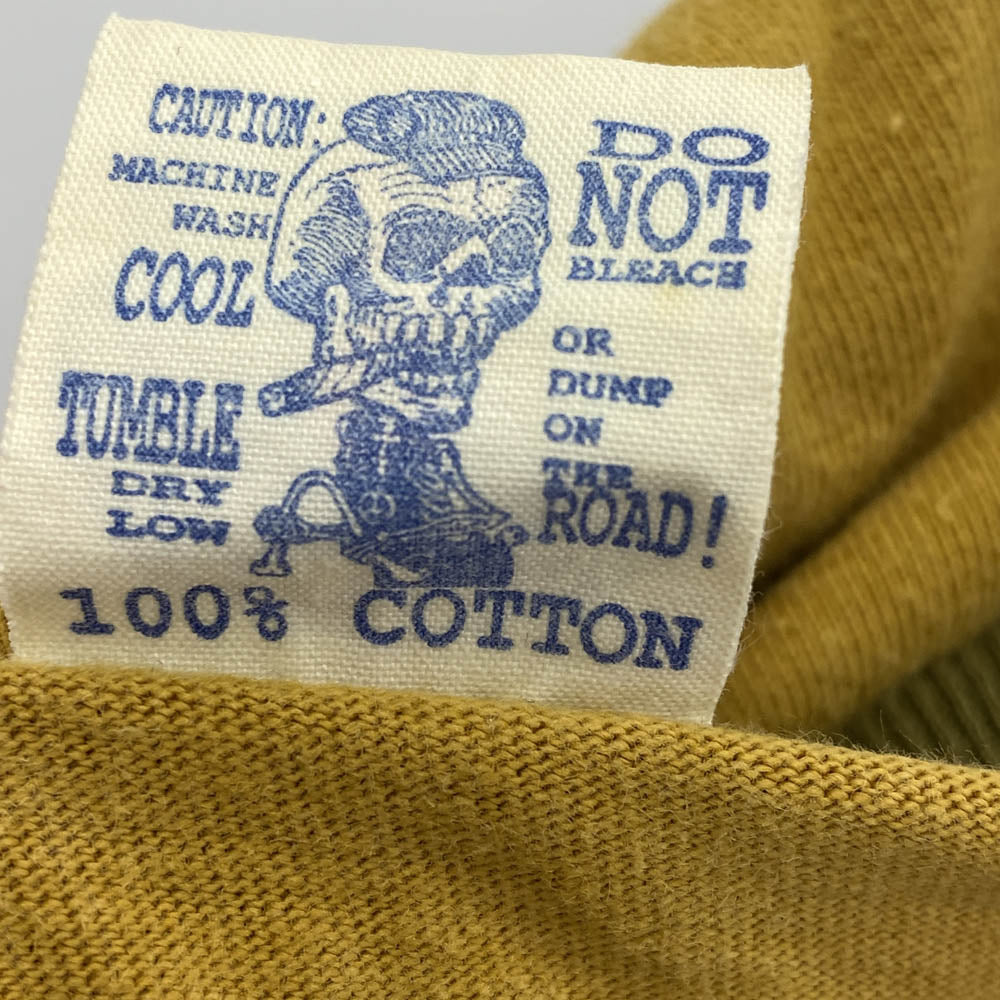 CAUTION:
MACHINE
WASH
COOL
TUMBLE
DRY
LOW
DO
NOT
BLEACH
OR
DUMP
ON
THE
ROAD!
100% COTTON